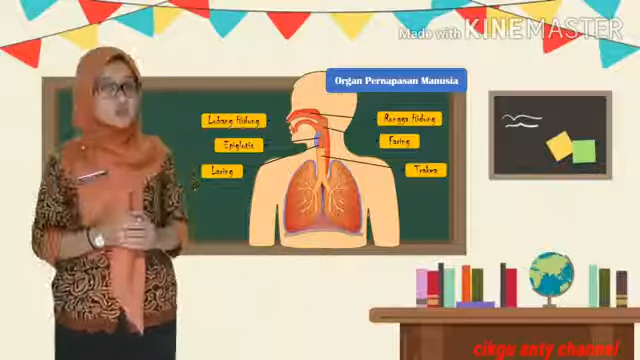 Made with KINEMASTER
Organ Pernapasan Manusia
Lubang Hidung
Rongga Hidung
Epiglotis
Faring
Laring
Trakea
cikgu anty channel